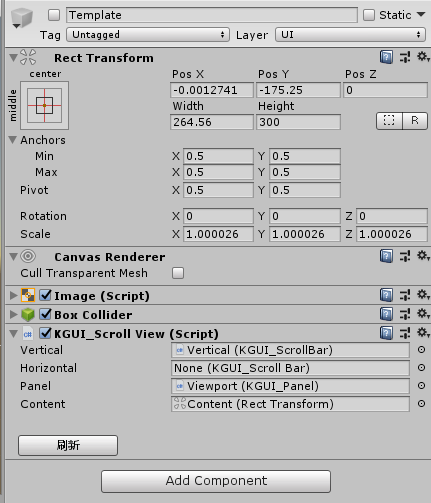 Template Static
Tag Untagged Layer UI
Rect Transform
center Pos X Pos Y Pos Z
middle -0.0012741 -175.25 0
Width Height
264.56 300 R
Anchors
Min X 0.5 Y 0.5
Max X 0.5 Y 0.5
Pivot X 0.5 Y 0.5
Rotation X 0 Y 0 Z 0
Scale X 1.000026 Y 1.000026 Z 1.000026
Canvas Renderer
Cull Transparent Mesh
Image (Script)
Box Collider
C# KGUI_Scroll View (Script)
Vertical Vertical (KGUI_ScrollBar)
Horizontal None (KGUI_Scroll Bar)
Panel Viewport (KGUI_Panel)
Content Content (Rect Transform)
刷新
Add Component